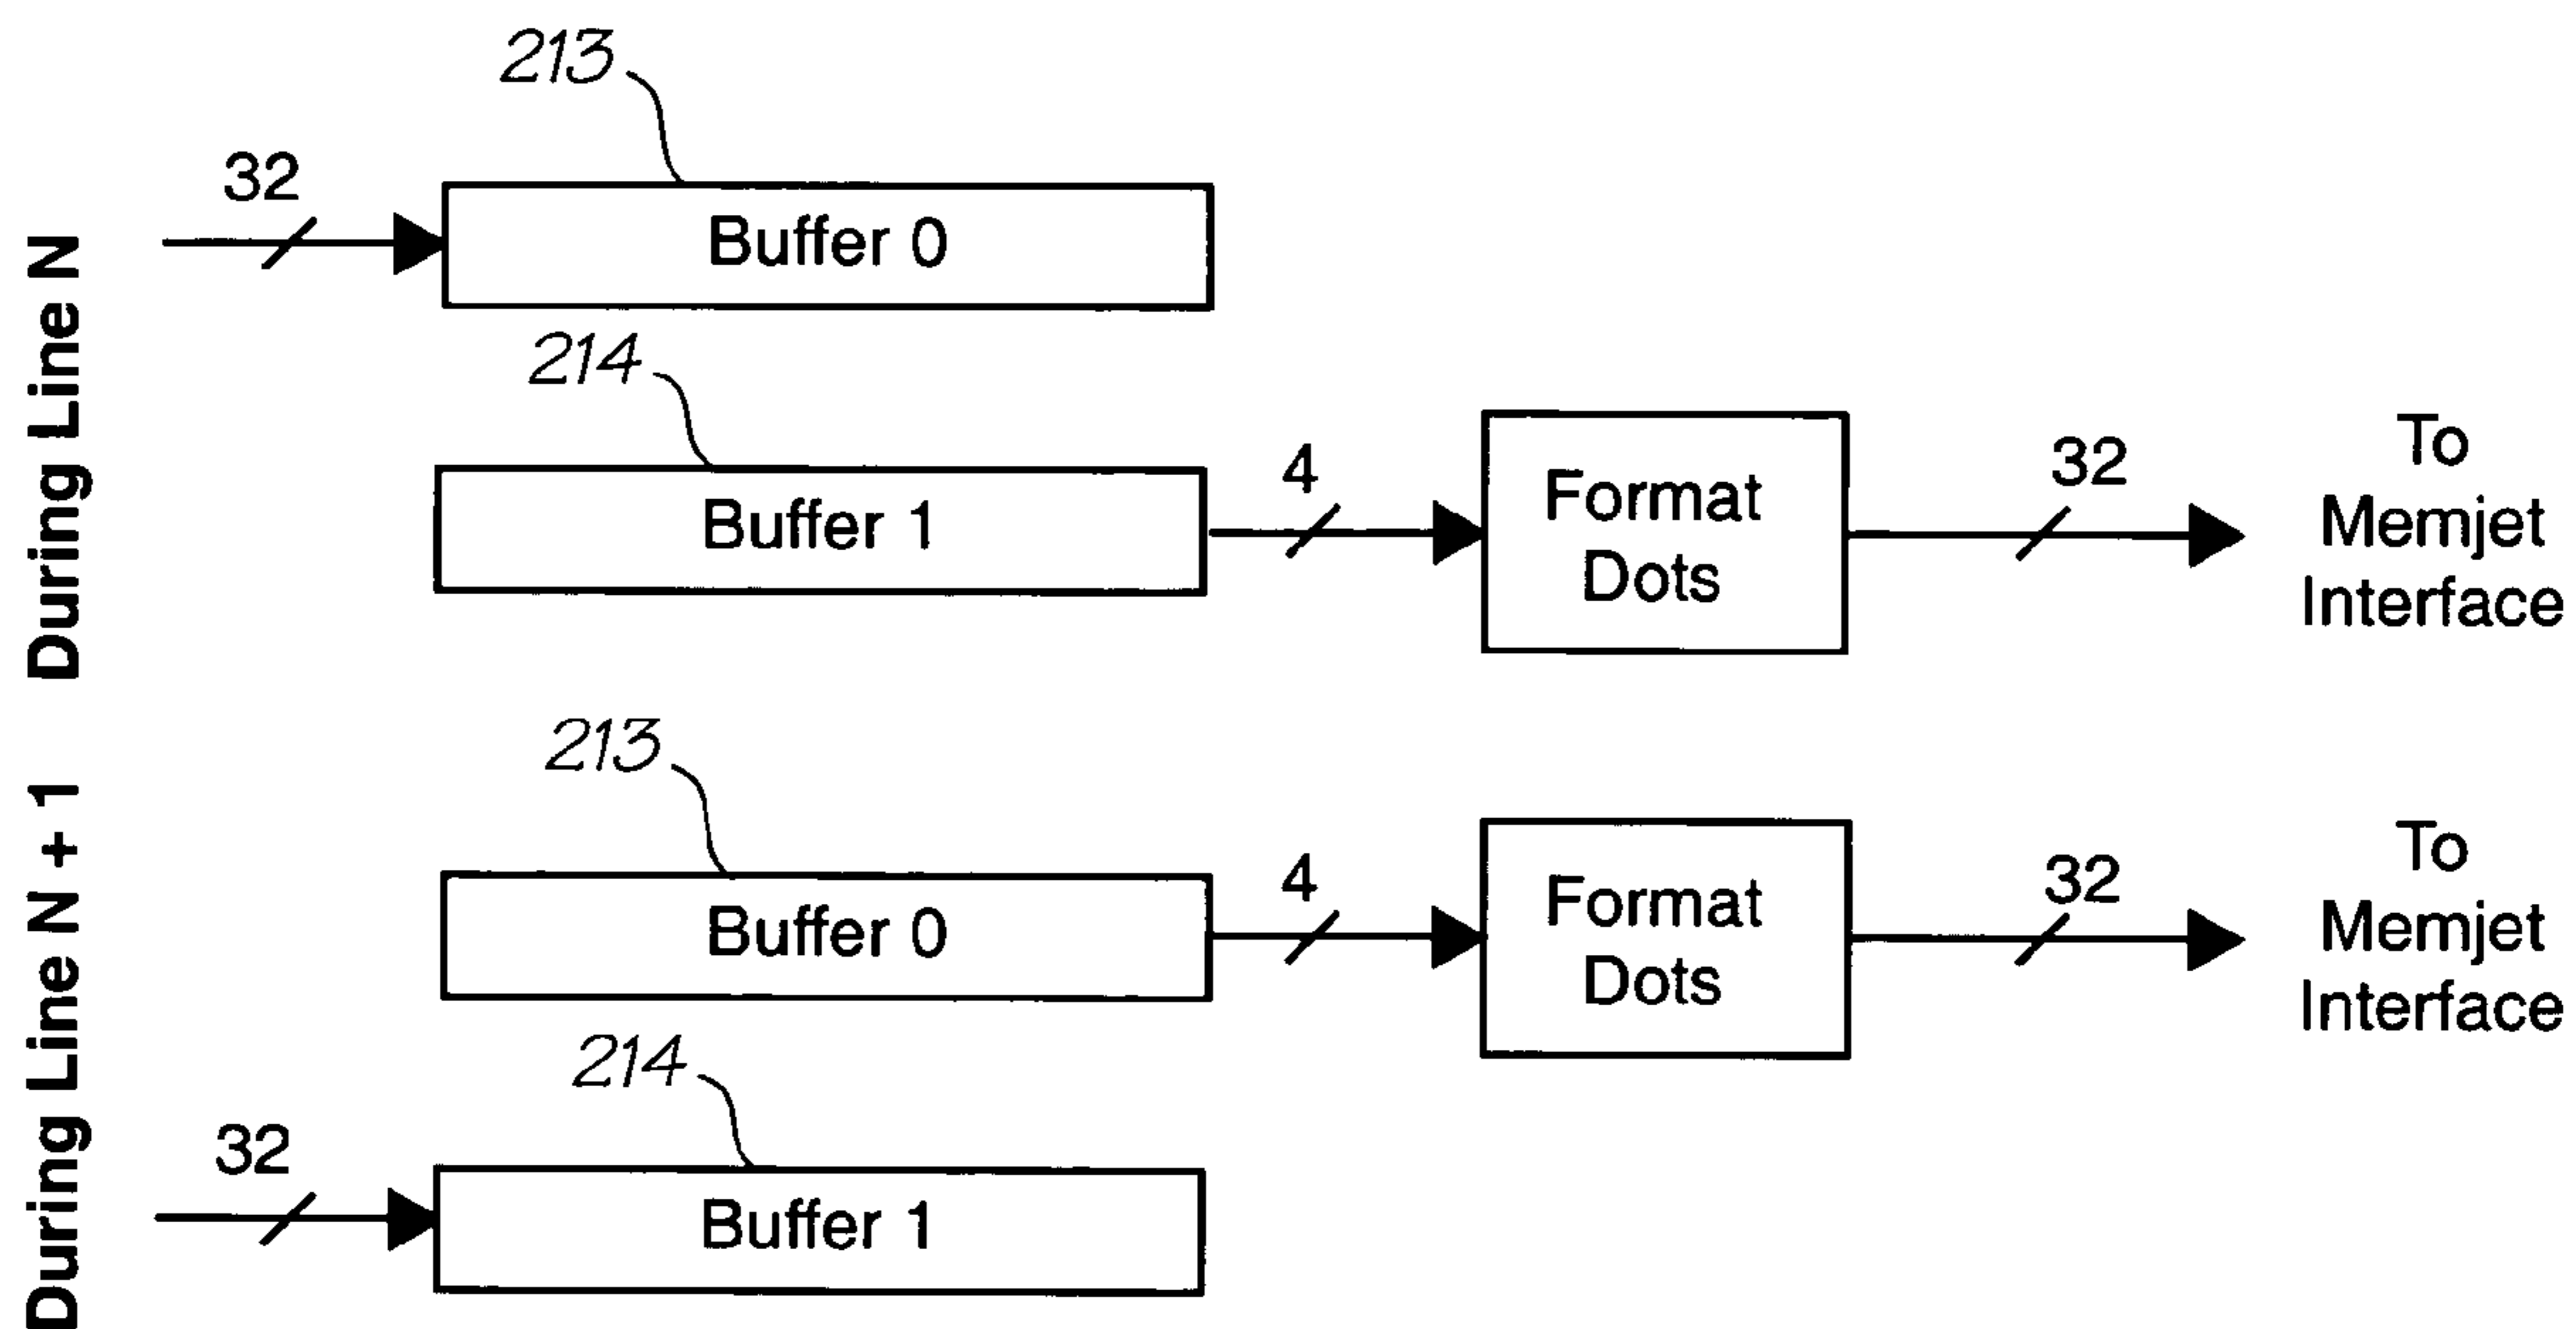 During Line N
213
32
Buffer 0
214
Buffer 1
4
Format
Dots
32
To
Memjet
Interface
During Line N + 1
213
Buffer 0
4
Format
Dots
32
To
Memjet
Interface
214
32
Buffer 1